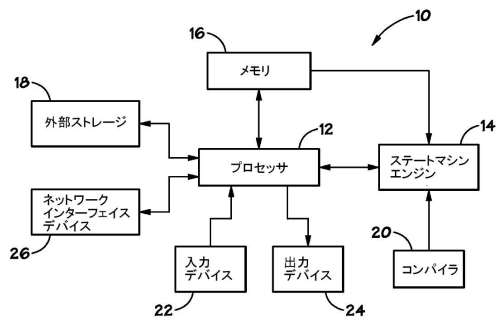 10
16
メモリ
18
外部ストレージ
12
プロセッサ
14
ステートマシン
エンジン
ネットワーク
インターフェイス
デバイス
26
入力
デバイス
22
出力
デバイス
24
20
コンパイラ